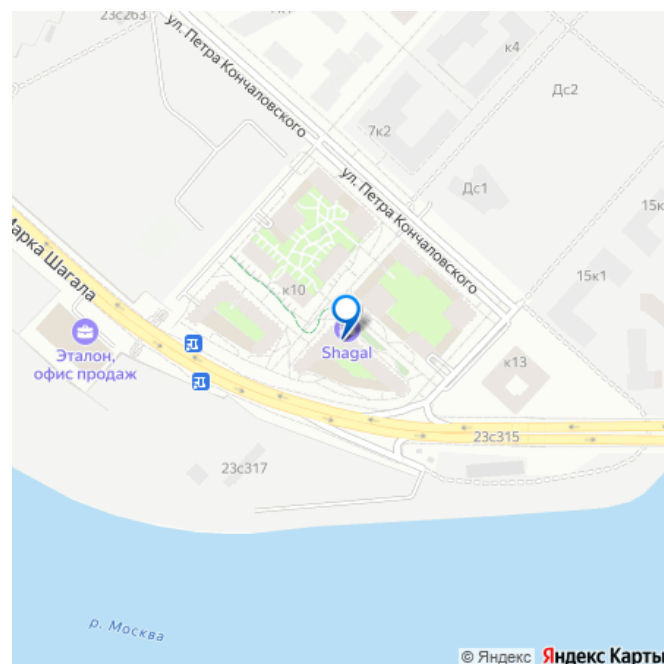 23с263
к4
ул. Петра Кончаловского
Дс2
7к2
Дс1
ул. Петра Кончаловского
15к
Марка Шагала
15к1
к10
Эталон,
офис продаж
Shagal
к13
23с315
23с317
р. Москва
© Яндекс Яндекс Карты